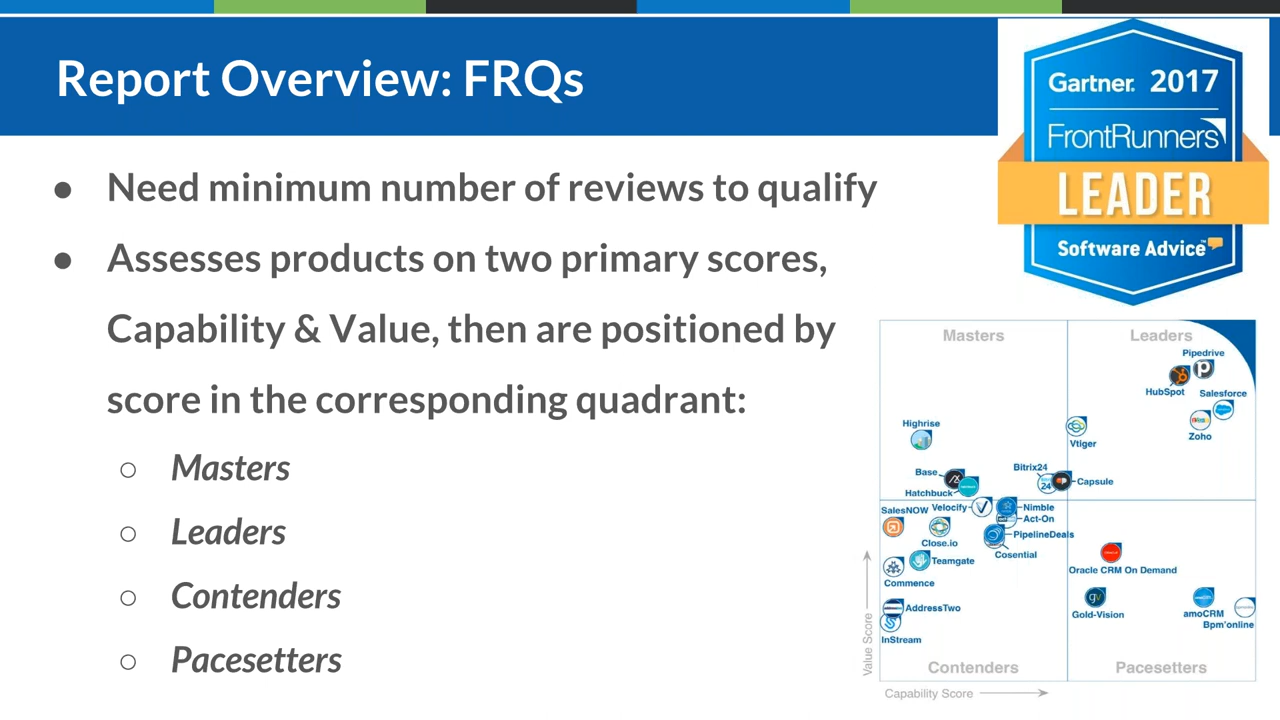 Report Overview: FRQs
Gartner. 2017
FrontRunners
LEADER
Software Advice™
● Need minimum number of reviews to qualify
● Assesses products on two primary scores,
Capability & Value, then are positioned by
score in the corresponding quadrant:
○ Masters
○ Leaders
○ Contenders
○ Pacesetters
Masters
Leaders
Pipedrive
HubSpot
Salesforce
Zoho
Highrise
Vtiger
Base
Bitrix24
24
Capsule
Hatchbuck
SalesNOW
Velocify
Nimble
Act-On
Close.io
PipelineDeals
Cosential
Teamgate
Oracle CRM On Demand
Commence
AddressTwo
Gold-Vision
amoCRM
Bpm'online
InStream
Contenders
Pacesetters
Value Score
Capability Score